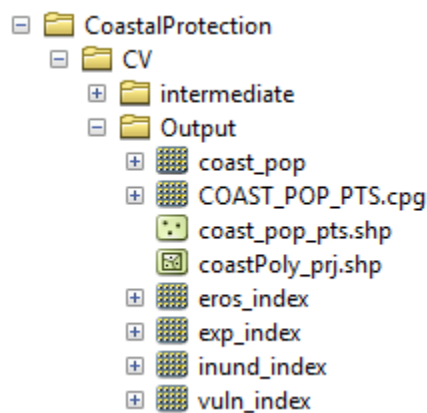 CoastalProtection
CV
intermediate
Output
coast_pop
COAST_POP_PTS.cpg
coast_pop_pts.shp
coastPoly_prj.shp
eros_index
exp_index
inund_index
vuln_index